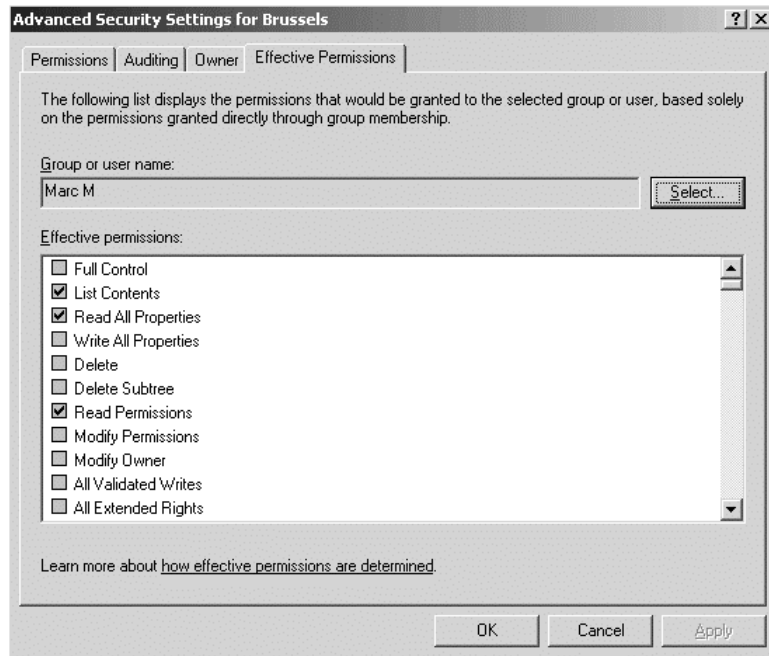 Advanced Security Settings for Brussels
Permissions Auditing Owner Effective Permissions
The following list displays the permissions that would be granted to the selected group or user, based solely
on the permissions granted directly through group membership.
Group or user name:
Marc M
Select...
Effective permissions:
Full Control
List Contents
Read All Properties
Write All Properties
Delete
Delete Subtree
Read Permissions
Modify Permissions
Modify Owner
All Validated Writes
All Extended Rights
Learn more about how effective permissions are determined.
OK Cancel Apply